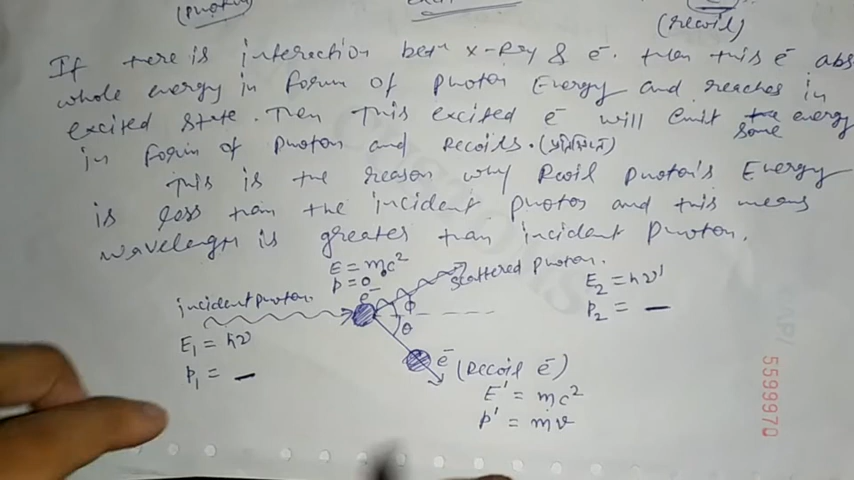 (Photon)
(recoil)
If there is interaction betn x-Ray & e-. then this e- abs
whole energy in form of photon Energy and reaches in
excited state. Then this excited e- will emit some energy
in form of photon and recoils.
This is the reason why Recoil photon's Energy
is less than the incident photon and this means
wavelength is greater than incident Photon.
E = m₀c²
P = 0
scattered photon.
E₂ = hν'
P₂ = —
incident photon
e-
ϕ
θ
E₁ = hν
P₁ = —
e- (Recoil e-)
E' = mc²
P' = mv
5599970